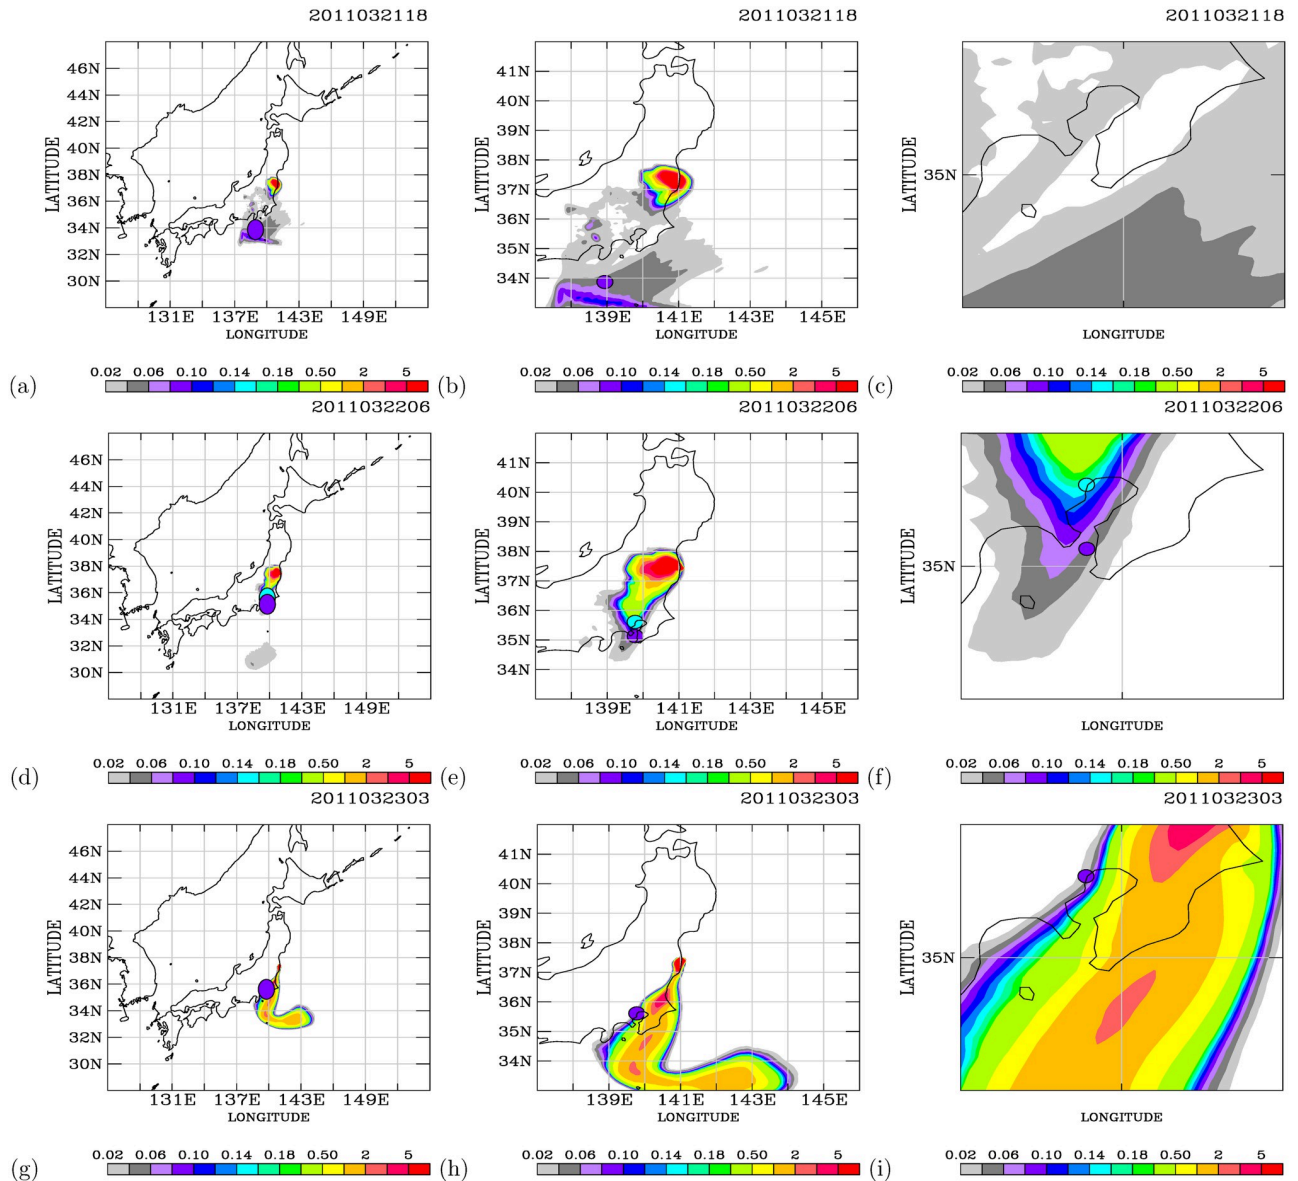 2011032118 2011032118 2011032118
46N
44N
42N
40N
38N
36N
34N
32N
30N
LATITUDE
131E 137E 143E 149E
LONGITUDE
41N
40N
39N
38N
37N
36N
35N
34N
LATITUDE
139E 141E 143E 145E
LONGITUDE
35N
LATITUDE
LONGITUDE
(a) 0.02 0.06 0.10 0.14 0.18 0.50 2 5
(b) 0.02 0.06 0.10 0.14 0.18 0.50 2 5
(c) 0.02 0.06 0.10 0.14 0.18 0.50 2 5
2011032206 2011032206 2011032206
46N
44N
42N
40N
38N
36N
34N
32N
30N
LATITUDE
131E 137E 143E 149E
LONGITUDE
41N
40N
39N
38N
37N
36N
35N
34N
LATITUDE
139E 141E 143E 145E
LONGITUDE
35N
LATITUDE
LONGITUDE
(d) 0.02 0.06 0.10 0.14 0.18 0.50 2 5
(e) 0.02 0.06 0.10 0.14 0.18 0.50 2 5
(f) 0.02 0.06 0.10 0.14 0.18 0.50 2 5
2011032303 2011032303 2011032303
46N
44N
42N
40N
38N
36N
34N
32N
30N
LATITUDE
131E 137E 143E 149E
LONGITUDE
41N
40N
39N
38N
37N
36N
35N
34N
LATITUDE
139E 141E 143E 145E
LONGITUDE
35N
LATITUDE
LONGITUDE
(g) 0.02 0.06 0.10 0.14 0.18 0.50 2 5
(h) 0.02 0.06 0.10 0.14 0.18 0.50 2 5
(i) 0.02 0.06 0.10 0.14 0.18 0.50 2 5